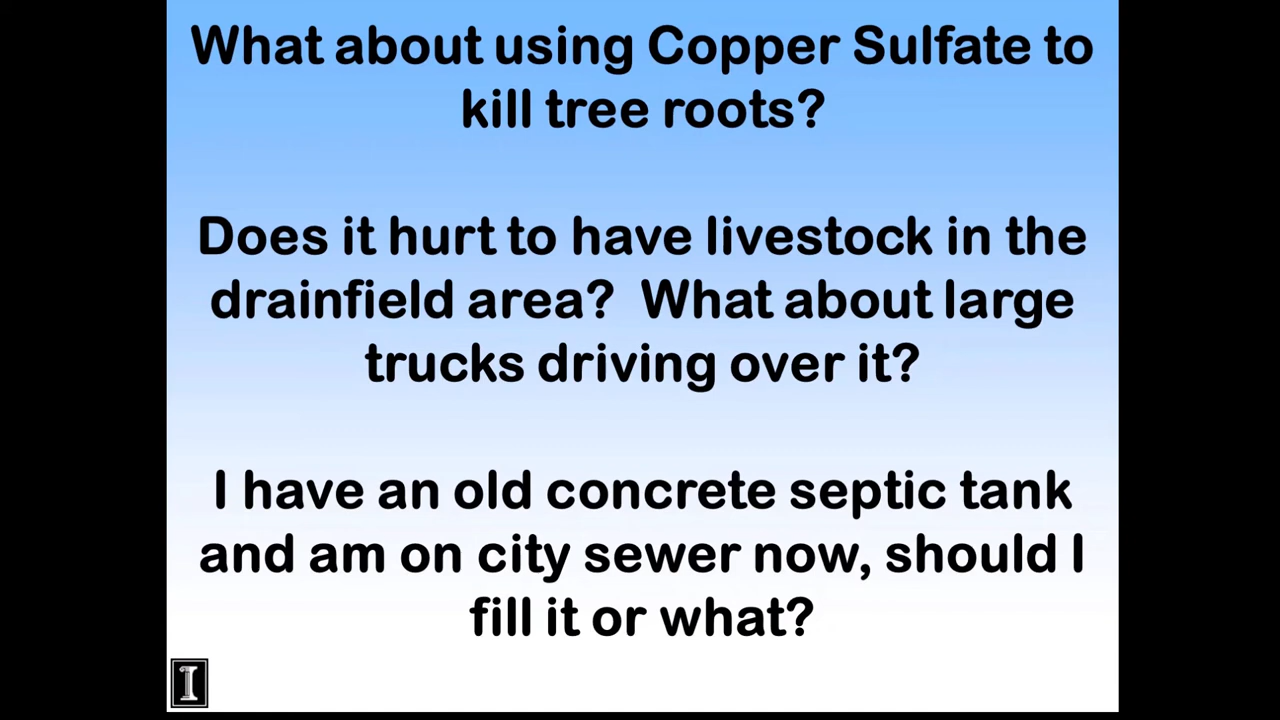 What about using Copper Sulfate to
kill tree roots?
Does it hurt to have livestock in the
drainfield area?  What about large
trucks driving over it?
I have an old concrete septic tank
and am on city sewer now, should I
fill it or what?
I